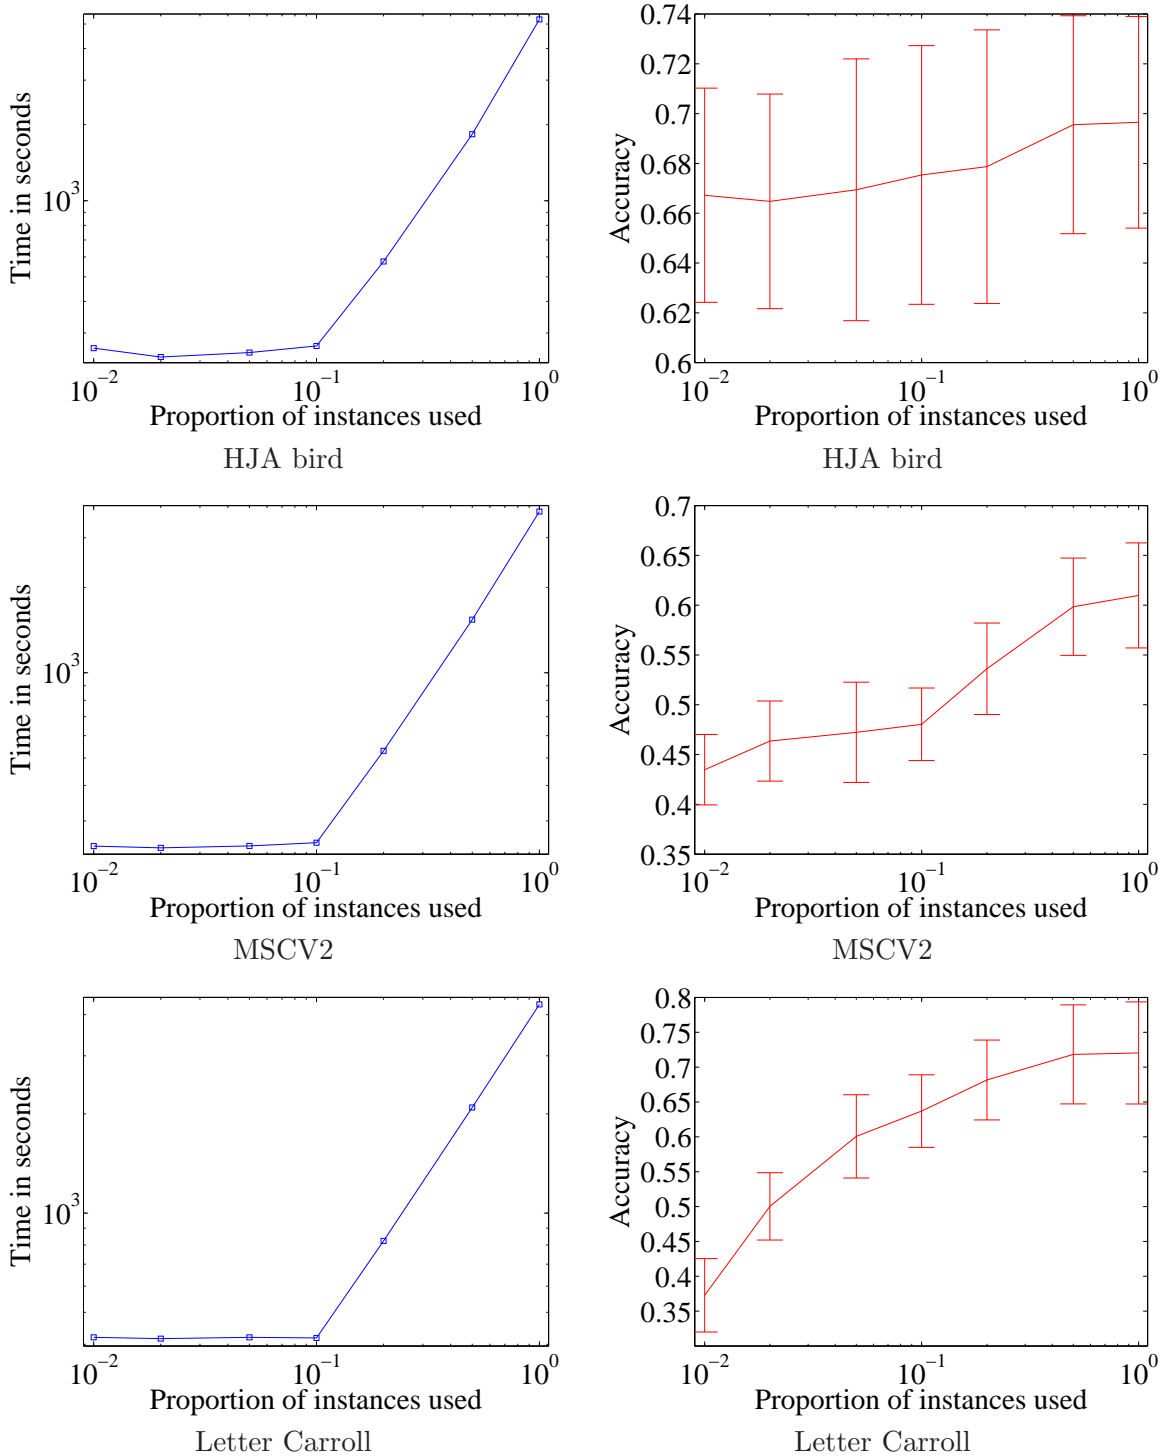 Time in seconds
10^3
10^−2 10^−1 10^0
Proportion of instances used
HJA bird
Accuracy
0.74
0.72
0.7
0.68
0.66
0.64
0.62
0.6
10^−2 10^−1 10^0
Proportion of instances used
HJA bird
Time in seconds
10^3
10^−2 10^−1 10^0
Proportion of instances used
MSCV2
Accuracy
0.7
0.65
0.6
0.55
0.5
0.45
0.4
0.35
10^−2 10^−1 10^0
Proportion of instances used
MSCV2
Time in seconds
10^3
10^−2 10^−1 10^0
Proportion of instances used
Letter Carroll
Accuracy
0.8
0.75
0.7
0.65
0.6
0.55
0.5
0.45
0.4
0.35
10^−2 10^−1 10^0
Proportion of instances used
Letter Carroll